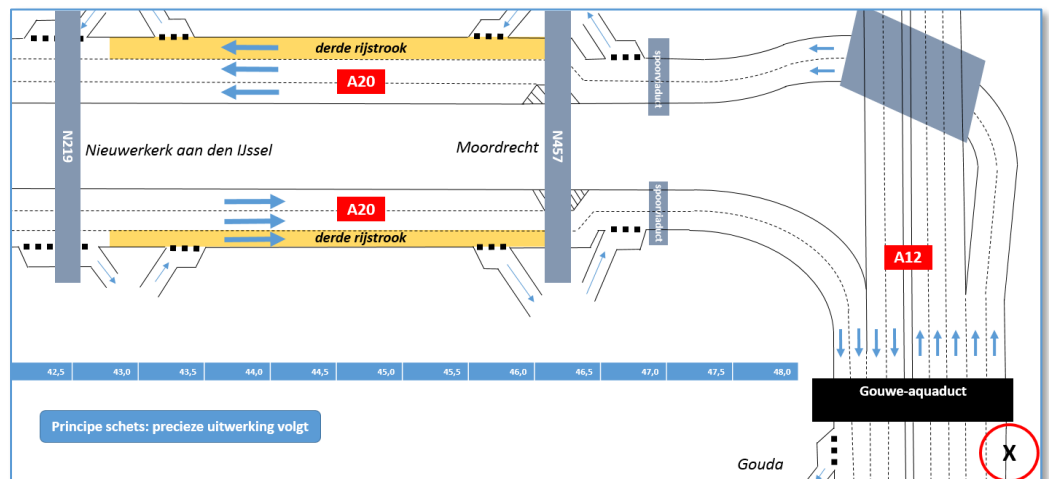 derde rijstrook
A20
N219
Nieuwerkerk aan den IJssel
Moordrecht
N457
spoorviaduct
A20
derde rijstrook
spoorviaduct
A12
42,5 43,0 43,5 44,0 44,5 45,0 45,5 46,0 46,5 47,0 47,5 48,0
Gouwe-aquaduct
Principe schets: precieze uitwerking volgt
Gouda
X